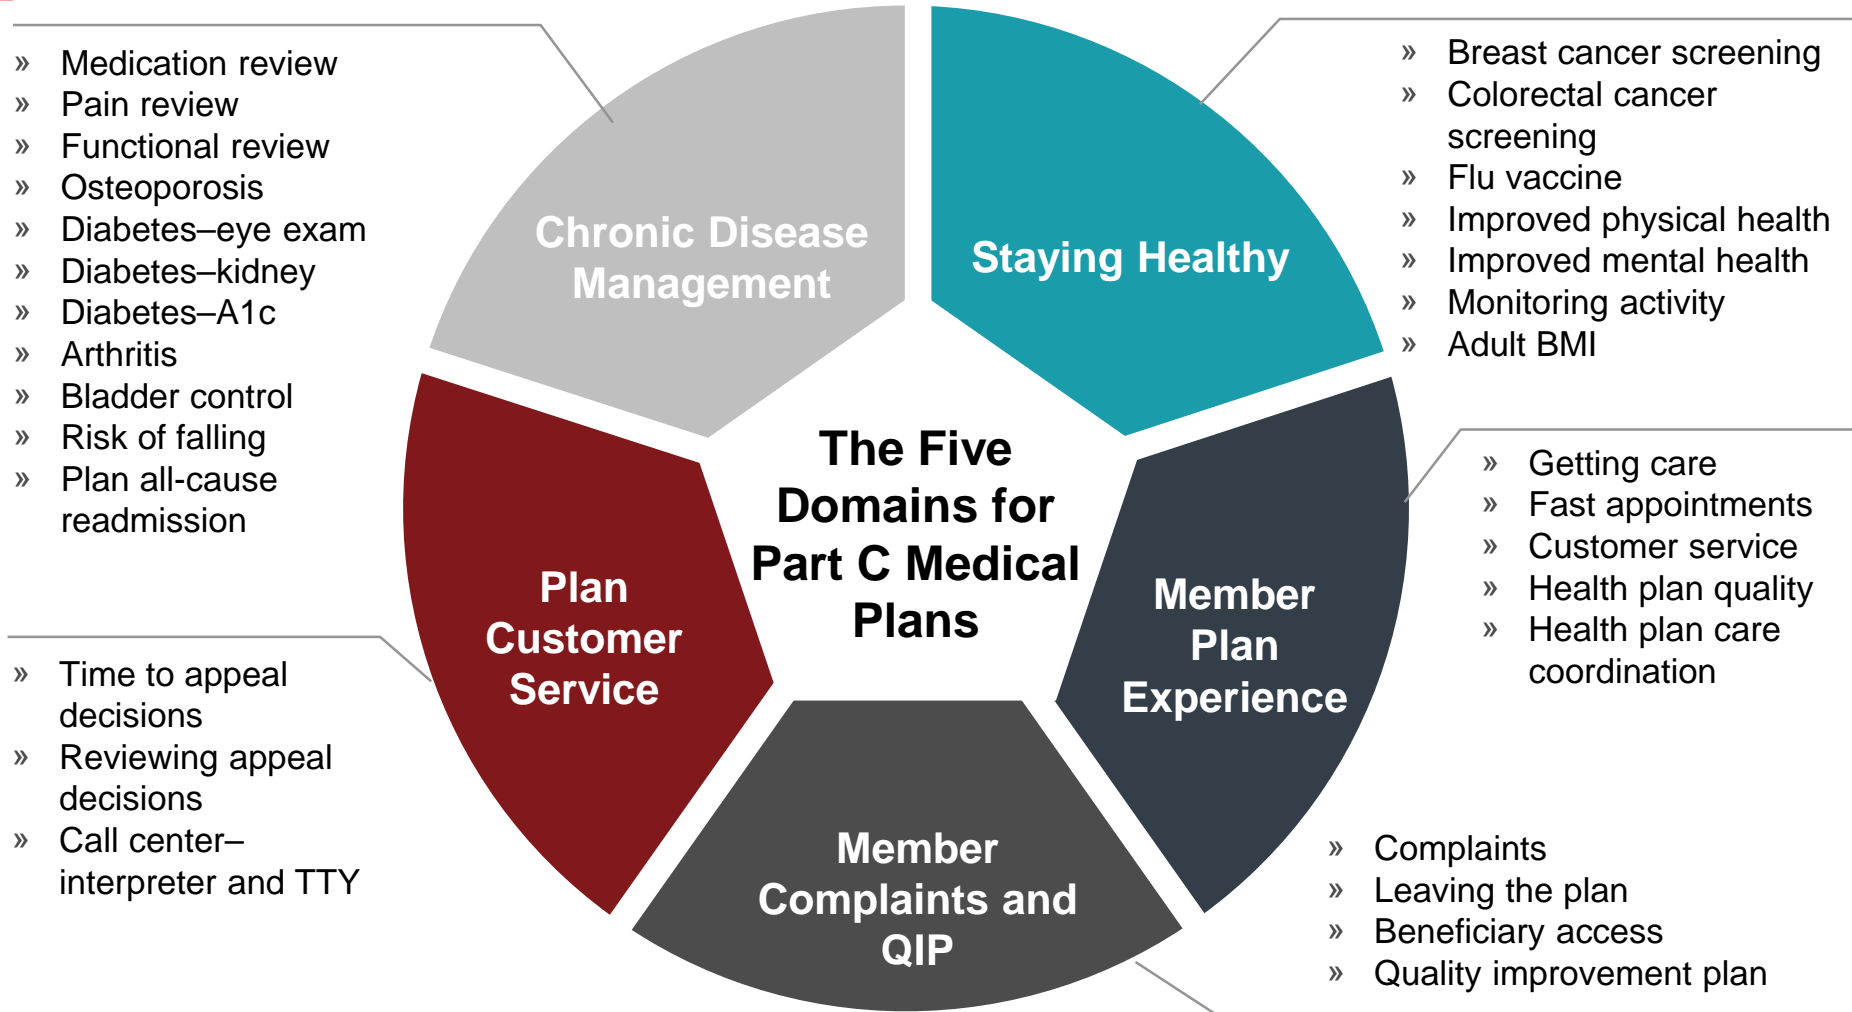 » Medication review
» Pain review
» Functional review
» Osteoporosis
» Diabetes–eye exam
» Diabetes–kidney
» Diabetes–A1c
» Arthritis
» Bladder control
» Risk of falling
» Plan all-cause
readmission
Chronic Disease
Management
Staying Healthy
» Breast cancer screening
» Colorectal cancer
screening
» Flu vaccine
» Improved physical health
» Improved mental health
» Monitoring activity
» Adult BMI
The Five
Domains for
Part C Medical
Plans
Plan
Customer
Service
» Time to appeal
decisions
» Reviewing appeal
decisions
» Call center–
interpreter and TTY
Member
Plan
Experience
» Getting care
» Fast appointments
» Customer service
» Health plan quality
» Health plan care
coordination
Member
Complaints and
QIP
» Complaints
» Leaving the plan
» Beneficiary access
» Quality improvement plan